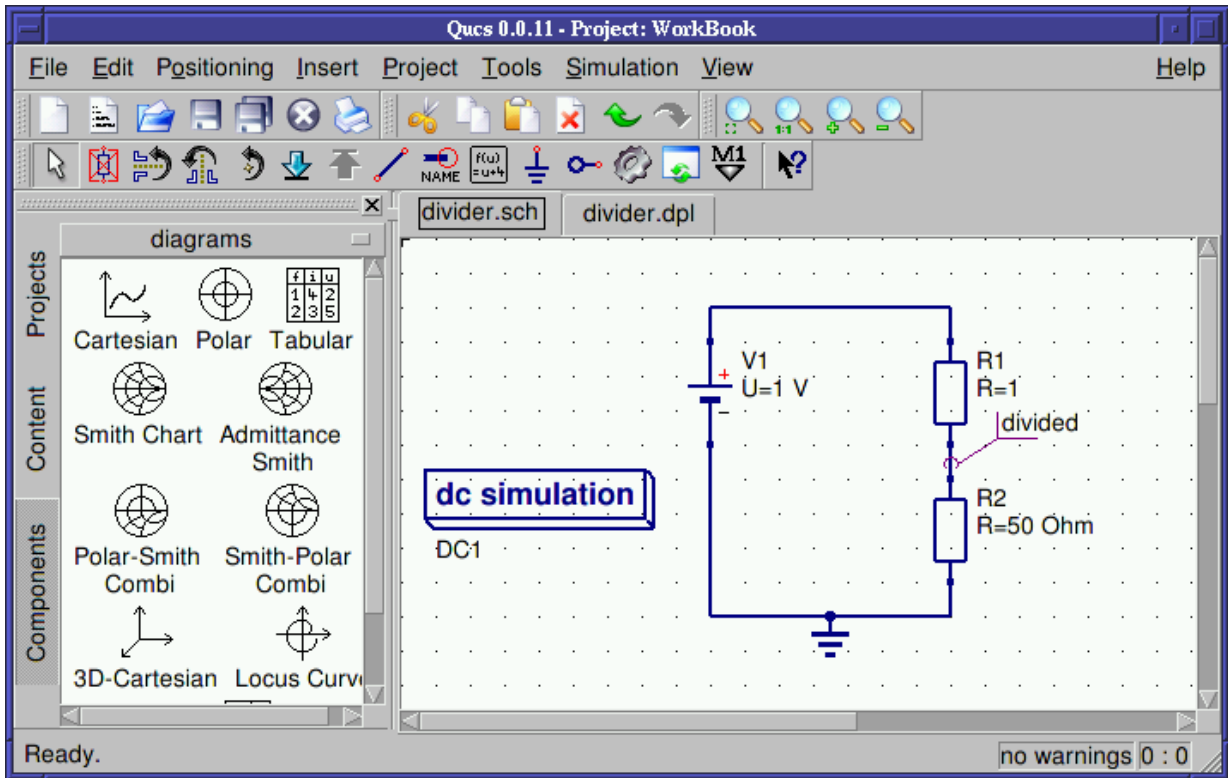 Qucs 0.0.11 - Project: WorkBook
File Edit Positioning Insert Project Tools Simulation View Help
1:1
NAME
f(u)
=u+4
M1
divider.sch divider.dpl
diagrams
Projects
Content
Components
f i u
1 4 2
2 3 5
Cartesian Polar Tabular
Smith Chart Admittance
Smith
Polar-Smith Smith-Polar
Combi Combi
3D-Cartesian Locus Curv
V1
+
U=1 V
−
R1
R=1
divided
R2
R=50 Ohm
dc simulation
DC1
Ready.
no warnings 0 : 0